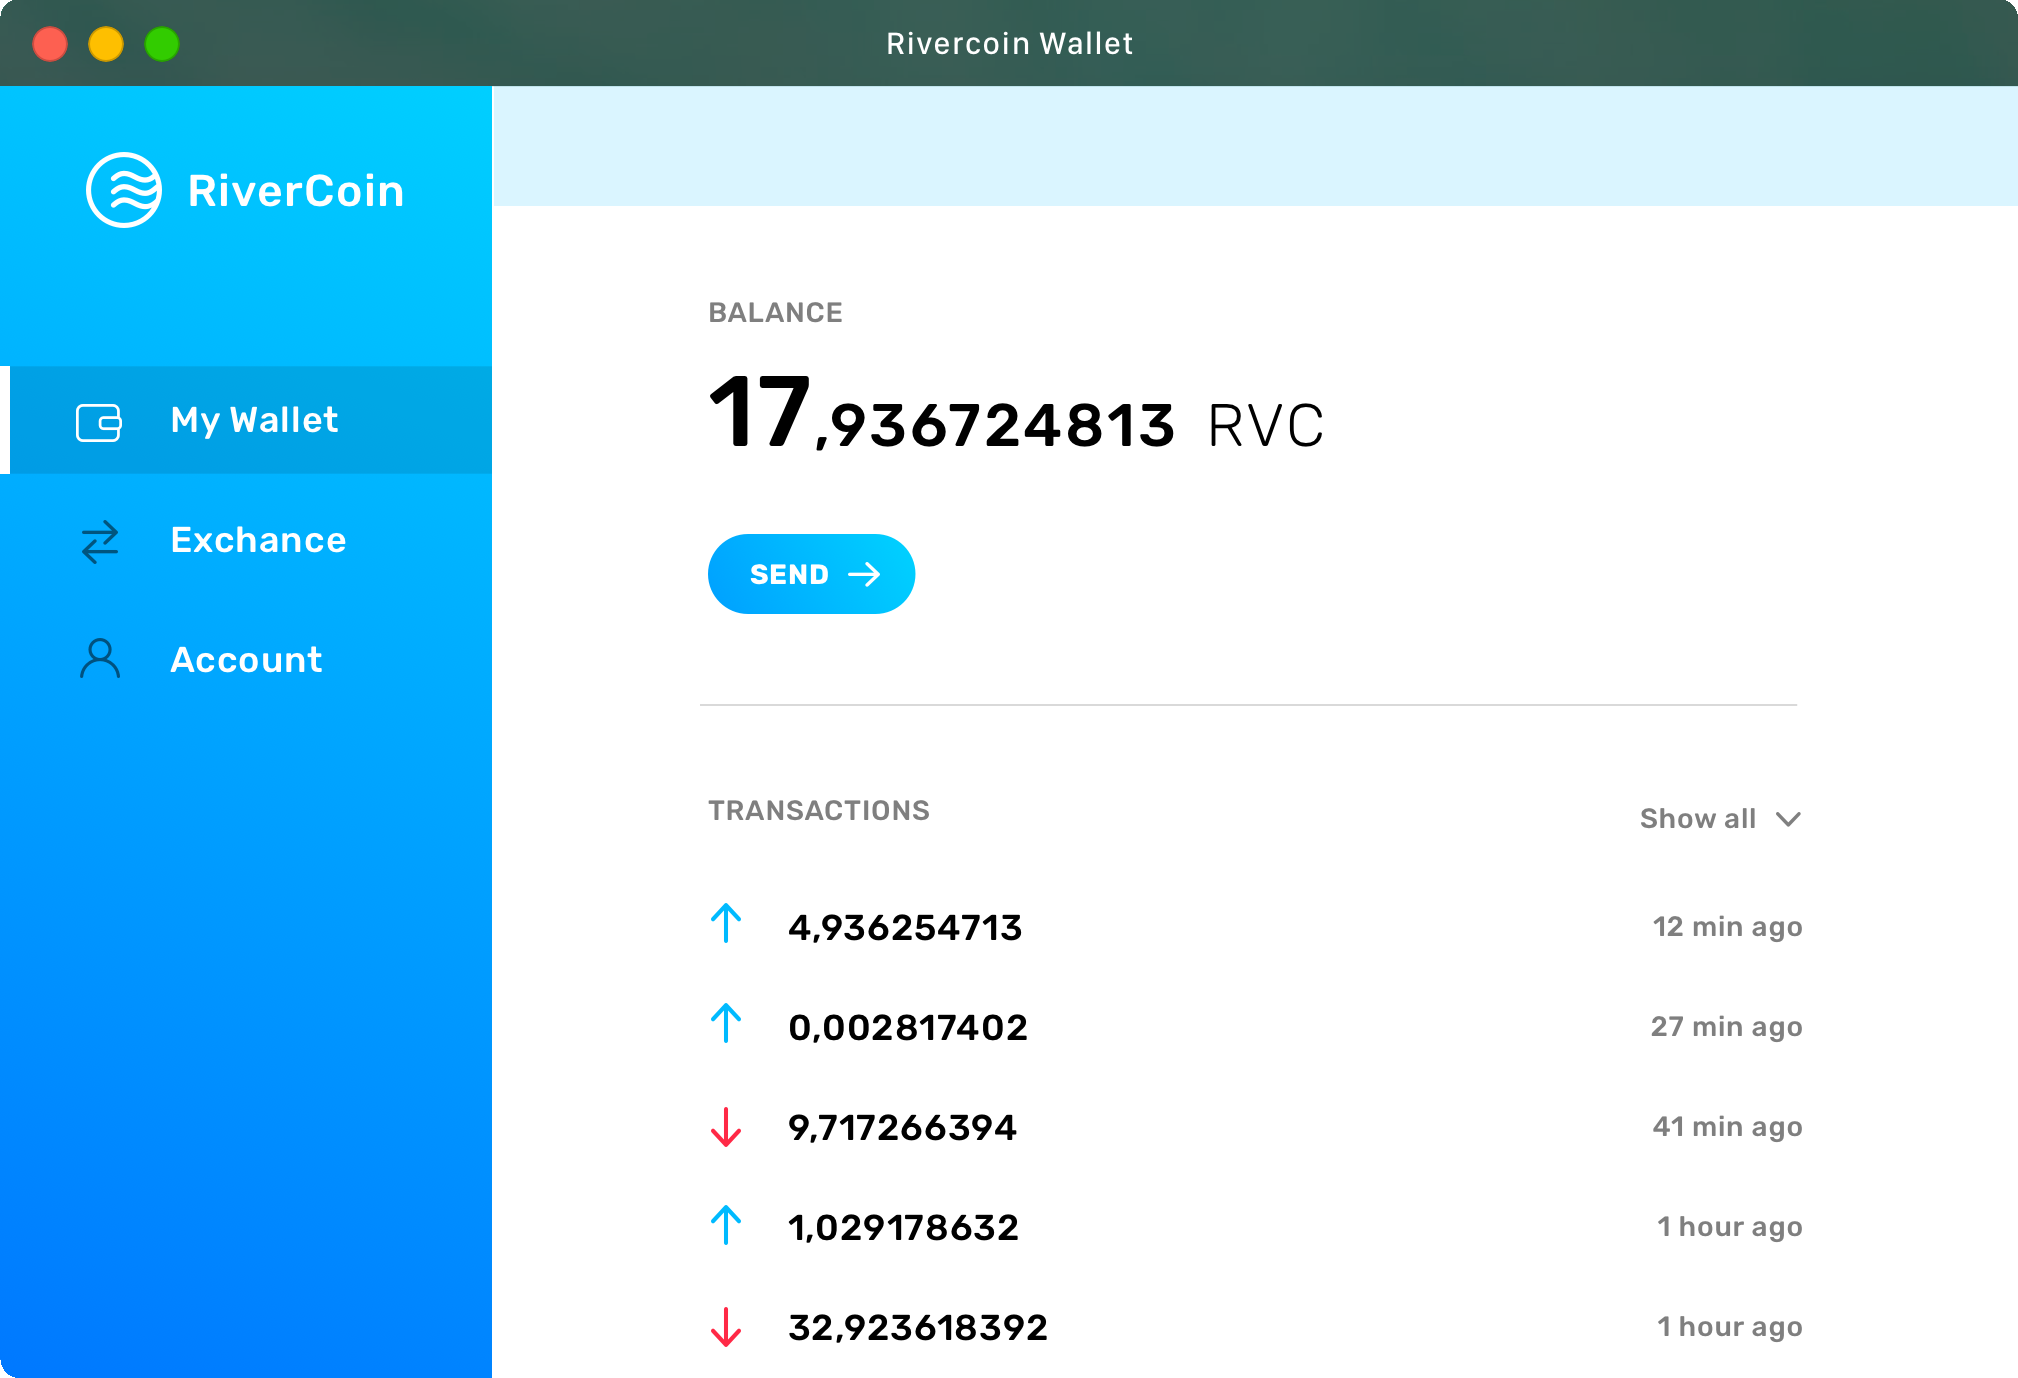 Rivercoin Wallet
RiverCoin
My Wallet
Exchance
Account
BALANCE
17,936724813 RVC
SEND
TRANSACTIONS
Show all
4,936254713 12 min ago
0,002817402 27 min ago
9,717266394 41 min ago
1,029178632 1 hour ago
32,923618392 1 hour ago